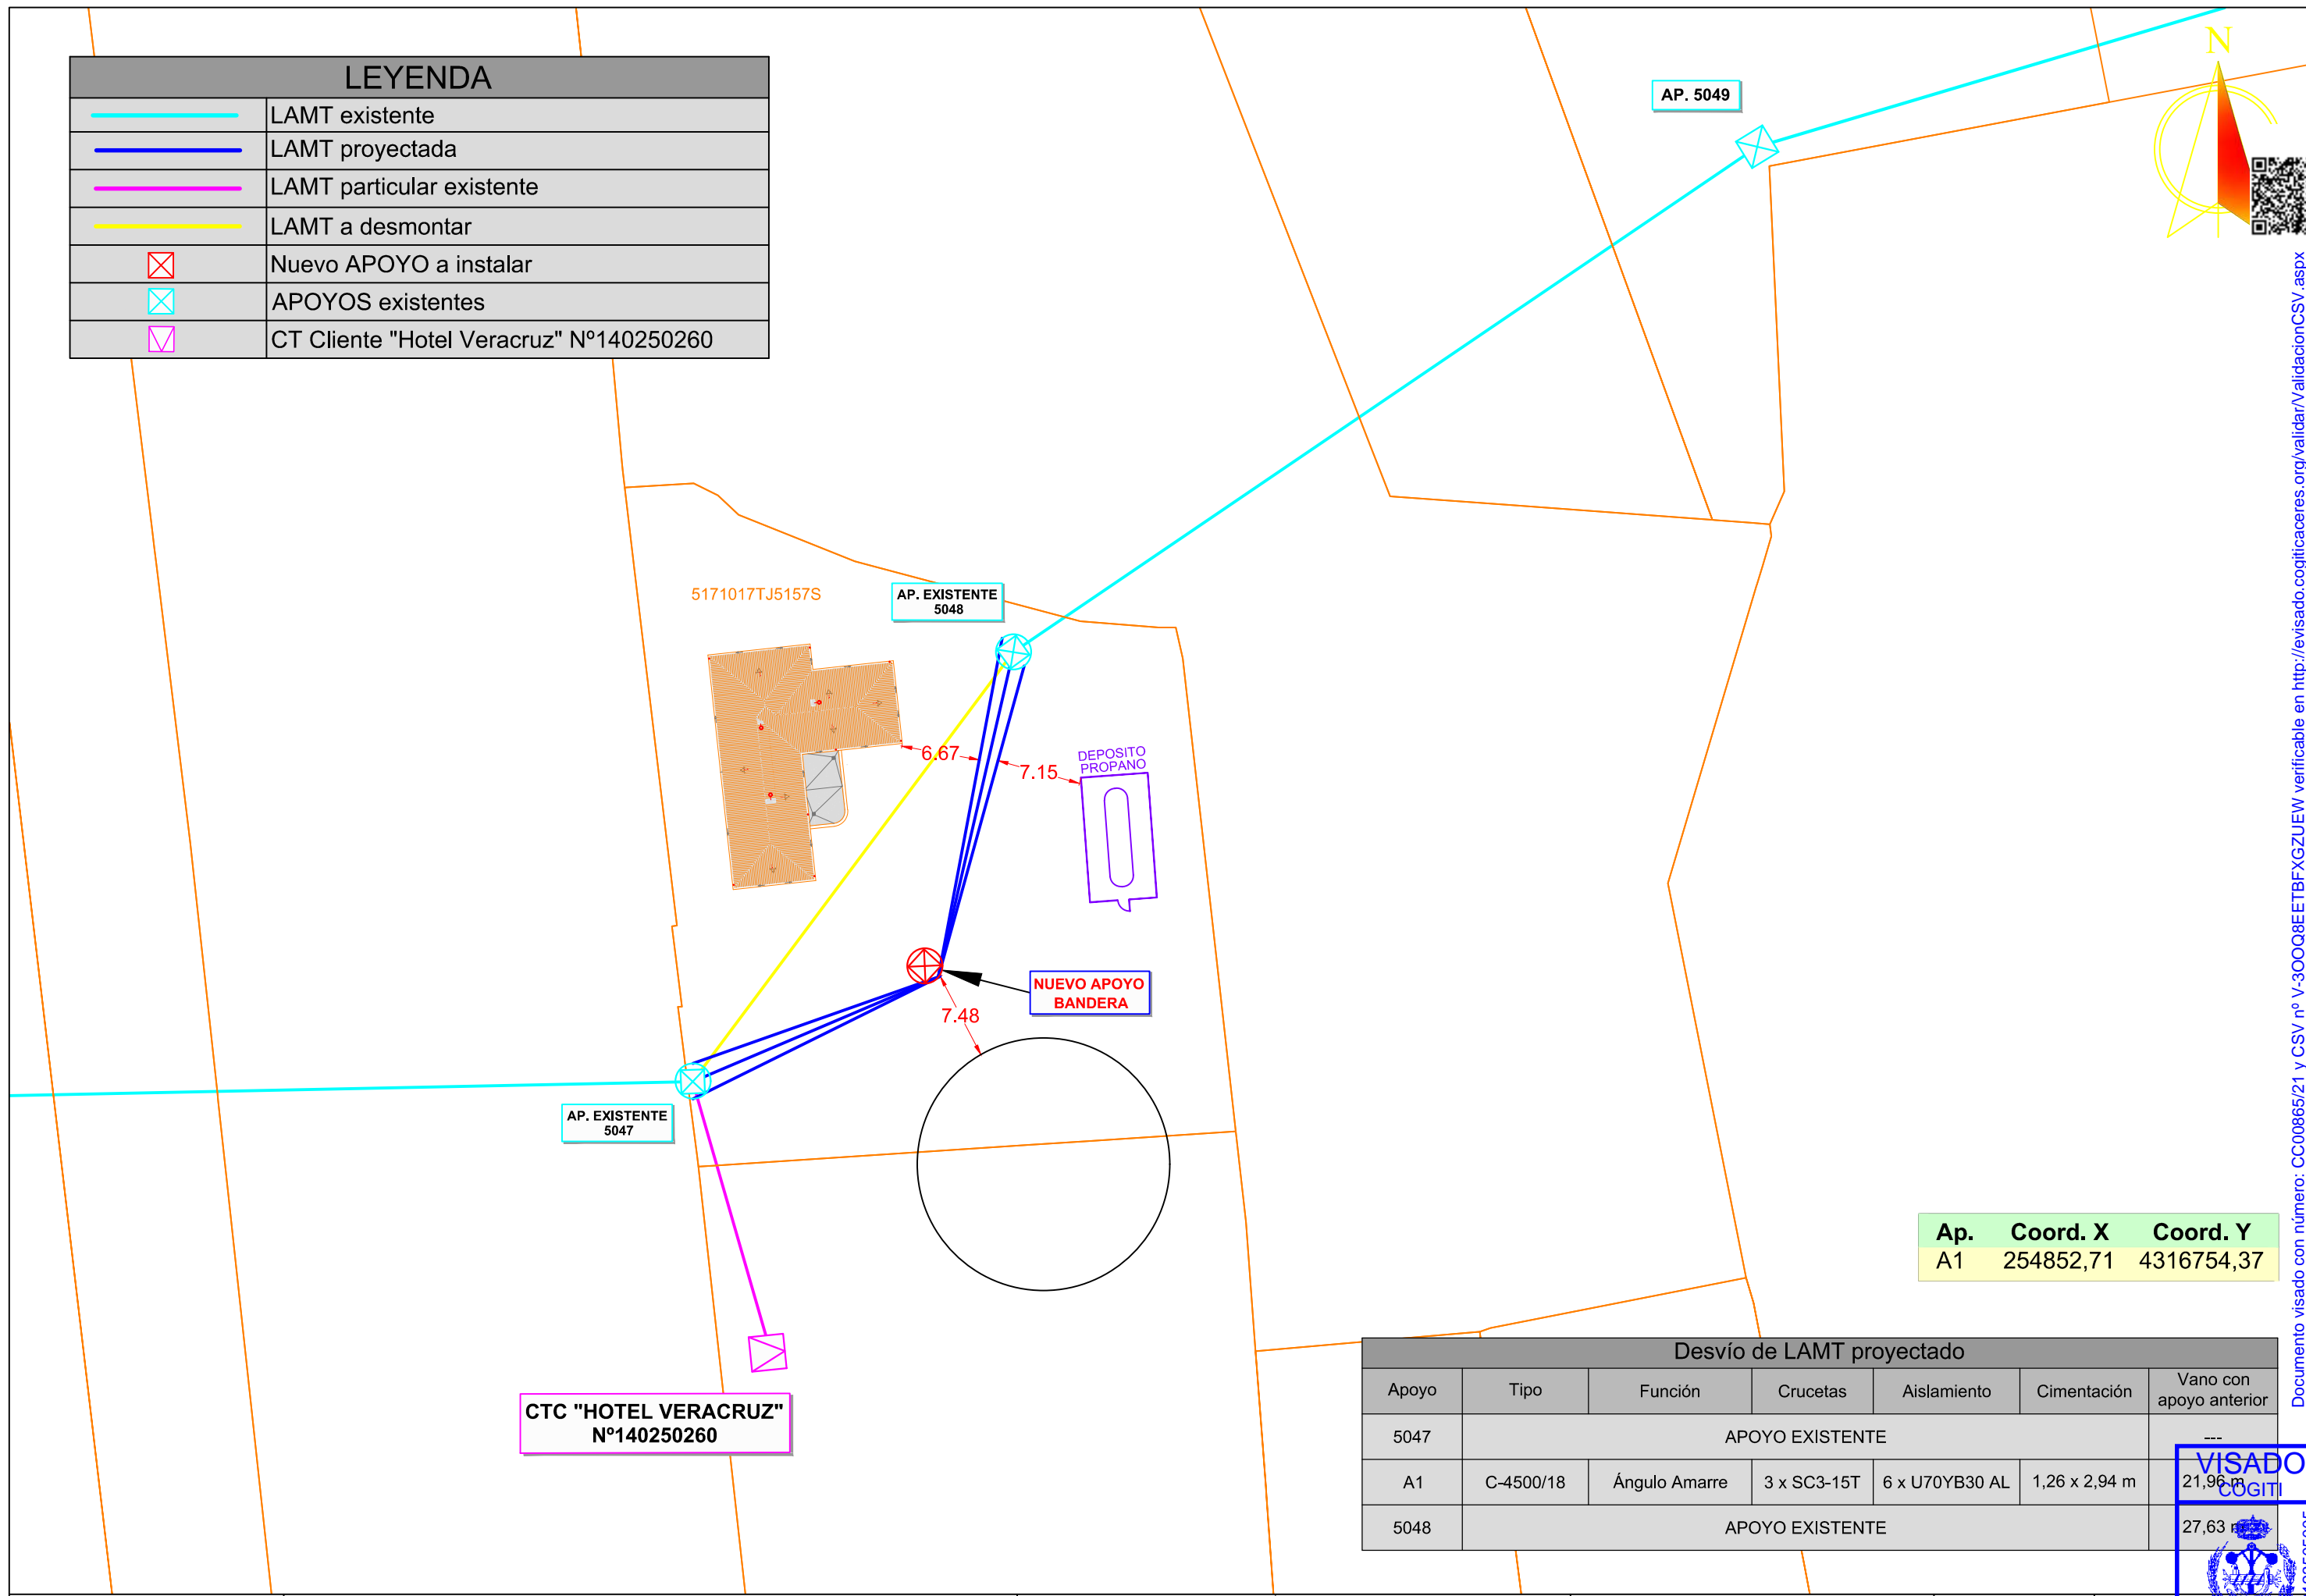 LEYENDA
LAMT existente
LAMT proyectada
LAMT particular existente
LAMT a desmontar
Nuevo APOYO a instalar
APOYOS existentes
CT Cliente "Hotel Veracruz" Nº140250260
AP. 5049
N
5171017TJ5157S
AP. EXISTENTE
5048
6.67
7.15
DEPOSITO
PROPANO
NUEVO APOYO
BANDERA
7.48
AP. EXISTENTE
5047
CTC "HOTEL VERACRUZ"
Nº140250260
Ap. Coord. X Coord. Y
A1 254852,71 4316754,37
Desvío de LAMT proyectado
Apoyo Tipo Función Crucetas Aislamiento Cimentación Vano con apoyo anterior
5047 APOYO EXISTENTE ---
A1 C-4500/18 Ángulo Amarre 3 x SC3-15T 6 x U70YB30 AL 1,26 x 2,94 m 21,96 m
5048 APOYO EXISTENTE 27,63 m
Documento visado con número: CC00865/21 y CSV nº V-3OOQ8EETBFXGZUEW verificable en http://evisado.cogiticaceres.org/validar/ValidacionCSV.aspx
VISADO
COGITI